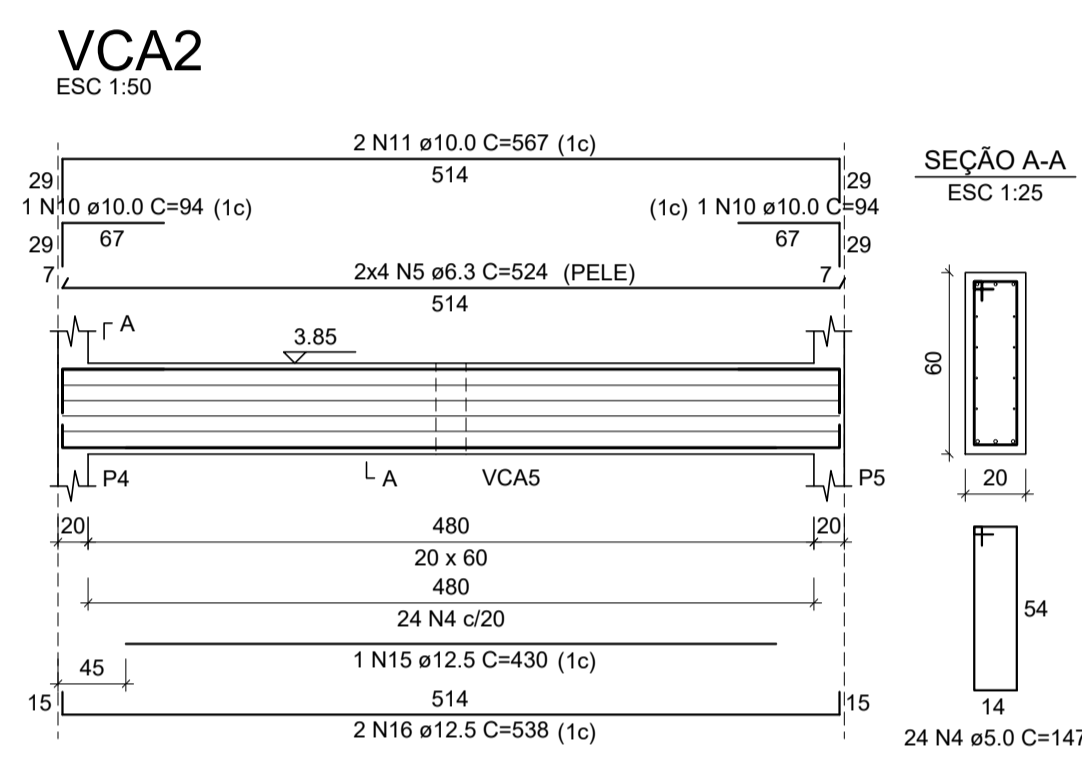 VCA2
ESC 1:50
2 N11 ø10.0 C=567 (1c)
514
29
29
1 N10 ø10.0 C=94 (1c)
(1c) 1 N10 ø10.0 C=94
67
67
29
29
7
2x4 N5 ø6.3 C=524 (PELE)
7
514
A
3.85
P4
A
VCA5
P5
20
480
20
20 x 60
480
24 N4 c/20
45
1 N15 ø12.5 C=430 (1c)
15
514
15
2 N16 ø12.5 C=538 (1c)
SEÇÃO A-A
ESC 1:25
60
20
54
14
24 N4 ø5.0 C=147